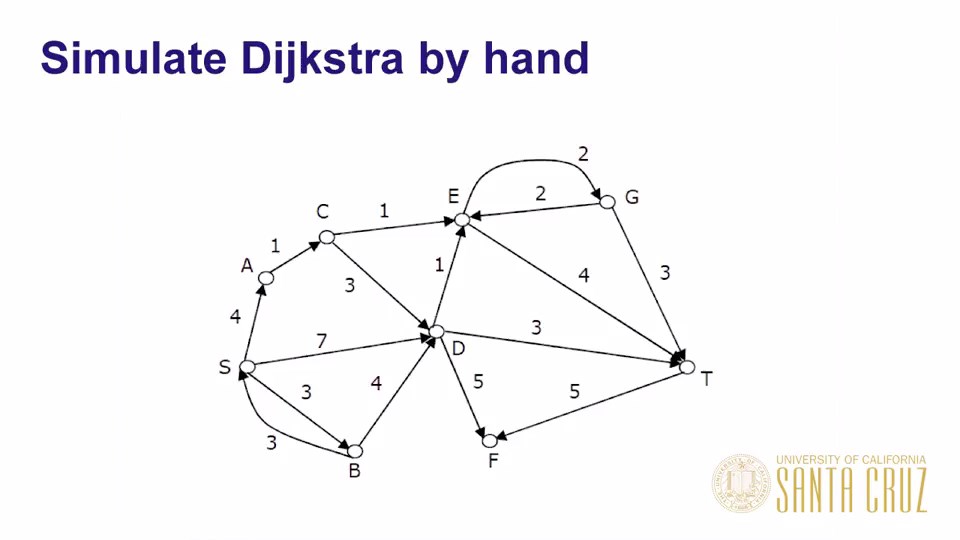 Simulate Dijkstra by hand
2
E
2
G
C
1
1
A
3
1
4
3
4
7
3
S
D
T
3
4
5
5
3
B
F
UNIVERSITY OF CALIFORNIA
SANTA CRUZ